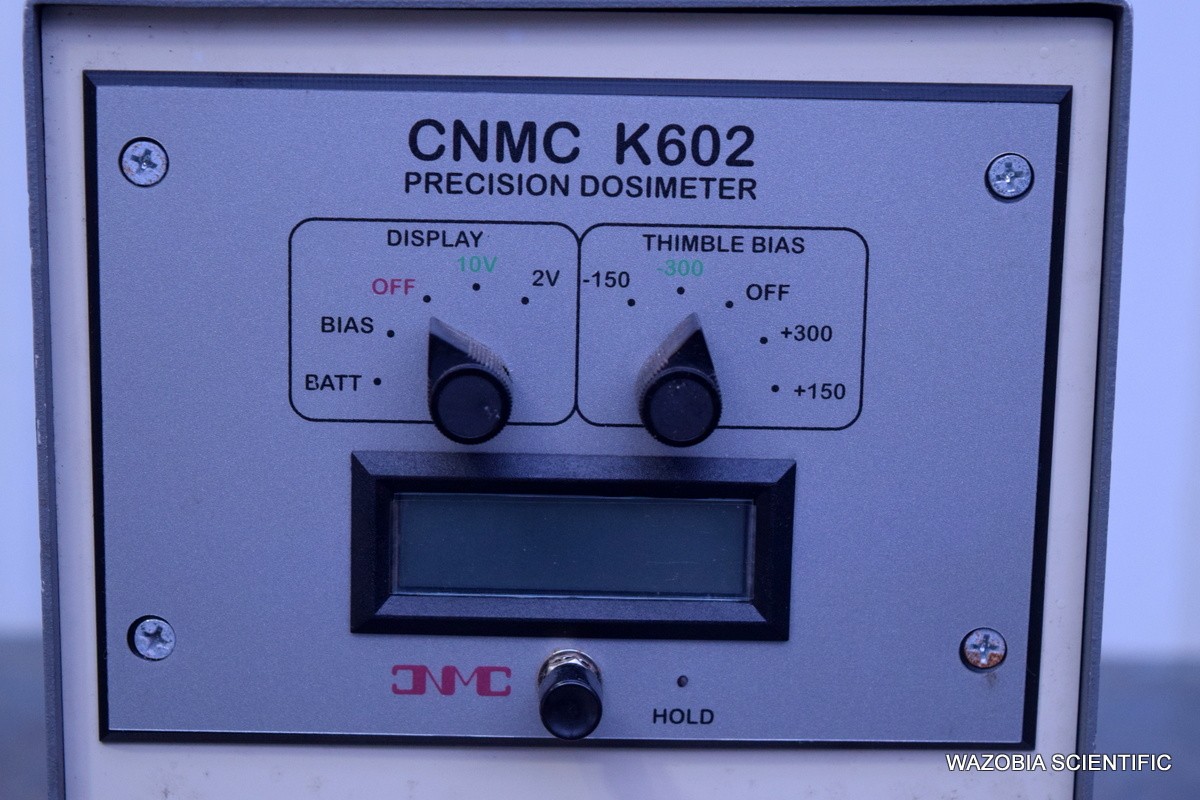 CNMC K602
PRECISION DOSIMETER
DISPLAY
OFF
10V
2V
BIAS
BATT
THIMBLE BIAS
-150
-300
OFF
+300
+150
CNMC
HOLD
WAZOBIA SCIENTIFIC